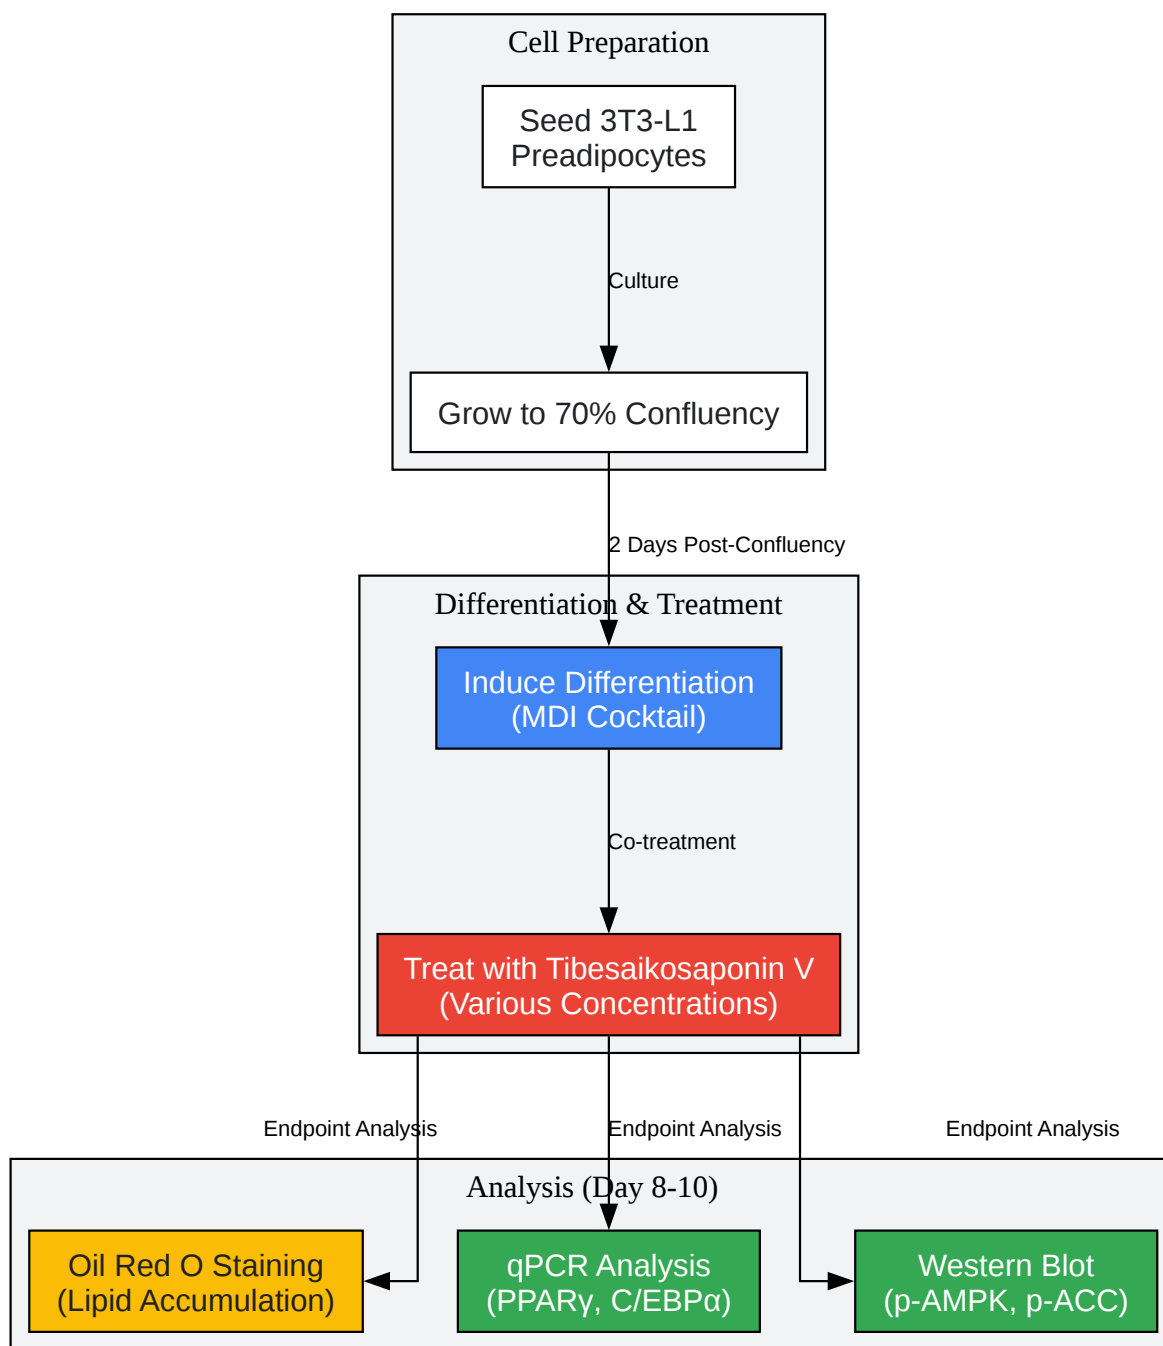 Cell Preparation
Seed 3T3-L1
Preadipocytes
Culture
Grow to 70% Confluency
2 Days Post-Confluency
Differentiation & Treatment
Induce Differentiation
(MDI Cocktail)
Co-treatment
Treat with Tibesaikosaponin V
(Various Concentrations)
Endpoint Analysis
Endpoint Analysis
Endpoint Analysis
Analysis (Day 8-10)
Oil Red O Staining
(Lipid Accumulation)
qPCR Analysis
(PPARγ, C/EBPα)
Western Blot
(p-AMPK, p-ACC)